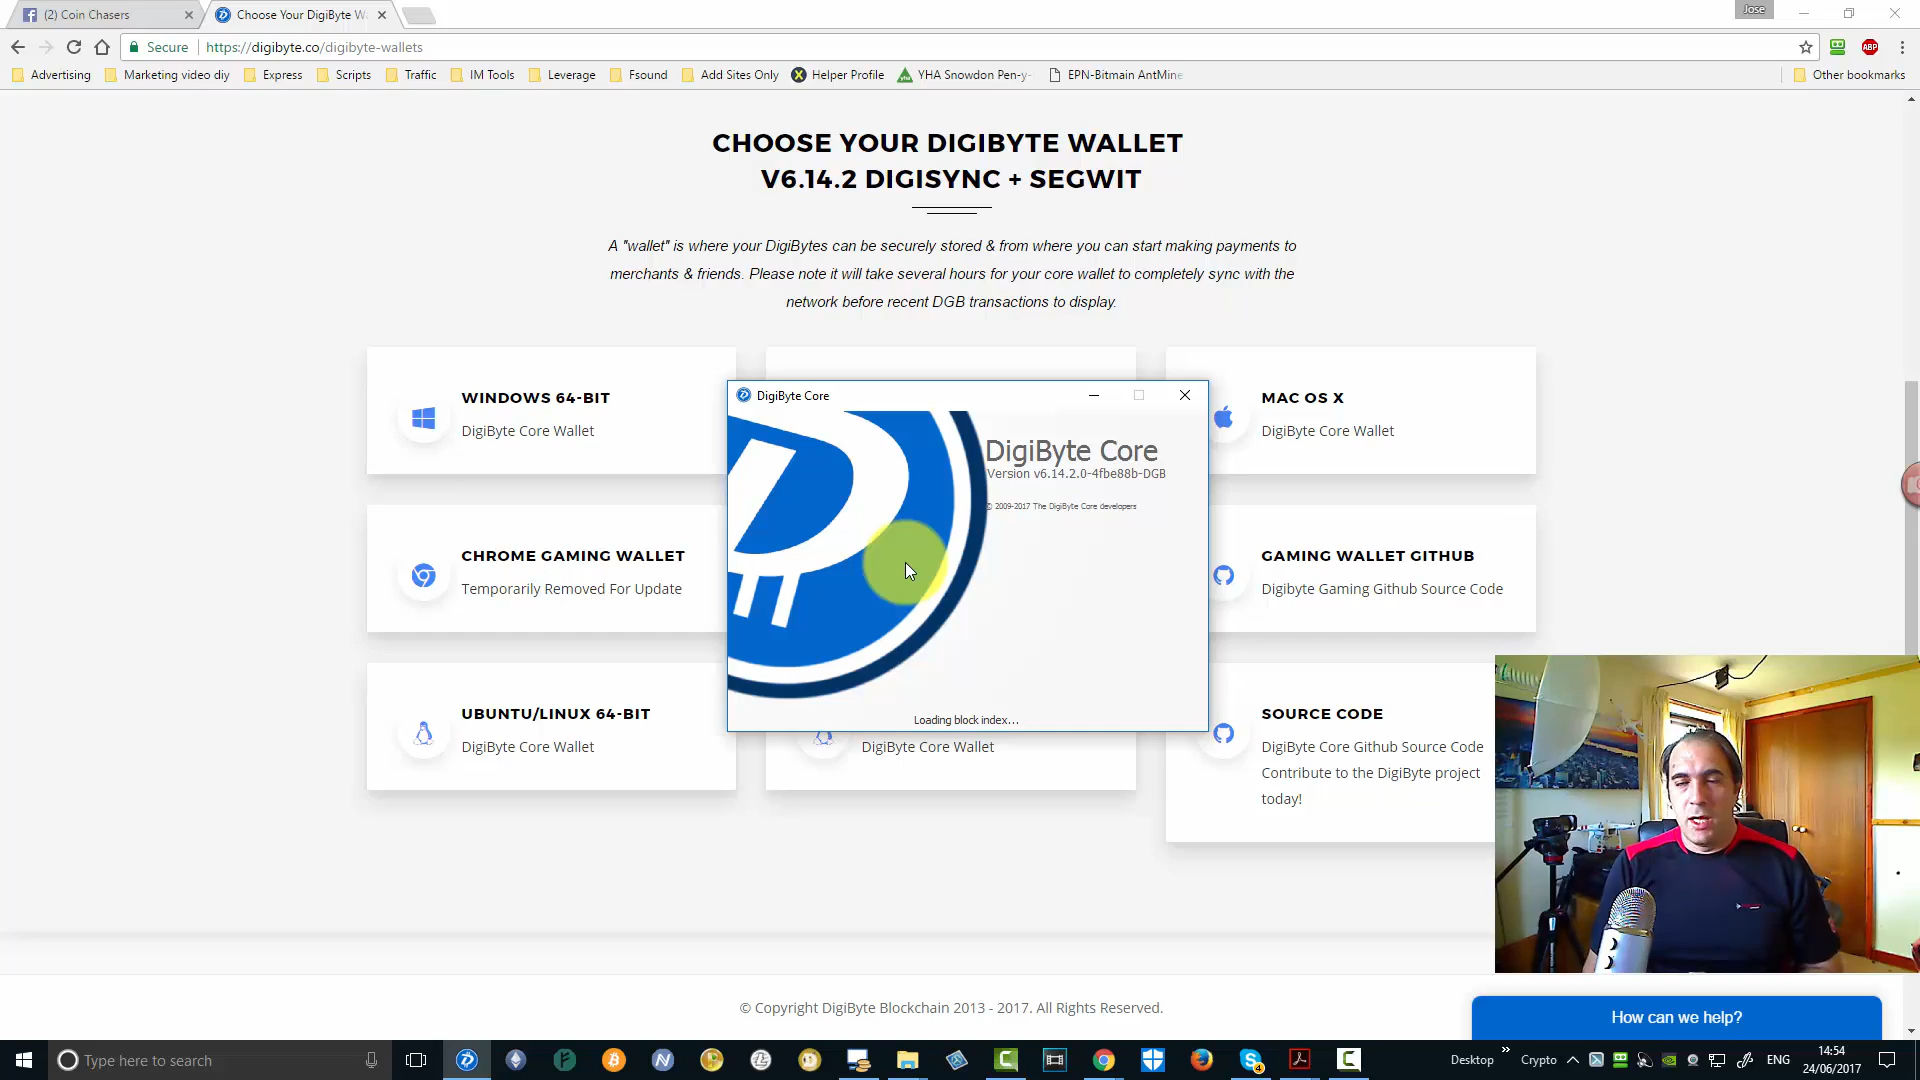 (2) Coin Chasers
Choose Your DigiByte W
Jose
Secure
https://digibyte.co/digibyte-wallets
ABP
Advertising
Marketing video diy
Express
Scripts
Traffic
IM Tools
Leverage
Fsound
Add Sites Only
Helper Profile
YHA Snowdon Pen-y-
EPN-Bitmain AntMine
Other bookmarks
CHOOSE YOUR DIGIBYTE WALLET
V6.14.2 DIGISYNC + SEGWIT
A "wallet" is where your DigiBytes can be securely stored & from where you can start making payments to
merchants & friends. Please note it will take several hours for your core wallet to completely sync with the
network before recent DGB transactions to display.
WINDOWS 64-BIT
DigiByte Core Wallet
MAC OS X
DigiByte Core Wallet
DigiByte Core
DigiByte Core
Version v6.14.2.0-4fbe88b-DGB
© 2009-2017 The DigiByte Core developers
Loading block index...
CHROME GAMING WALLET
Temporarily Removed For Update
GAMING WALLET GITHUB
Digibyte Gaming Github Source Code
UBUNTU/LINUX 64-BIT
DigiByte Core Wallet
DigiByte Core Wallet
SOURCE CODE
DigiByte Core Github Source Code
Contribute to the DigiByte project
today!
© Copyright DigiByte Blockchain 2013 - 2017. All Rights Reserved.
How can we help?
Type here to search
4
Desktop
Crypto
ENG
14:54
24/06/2017